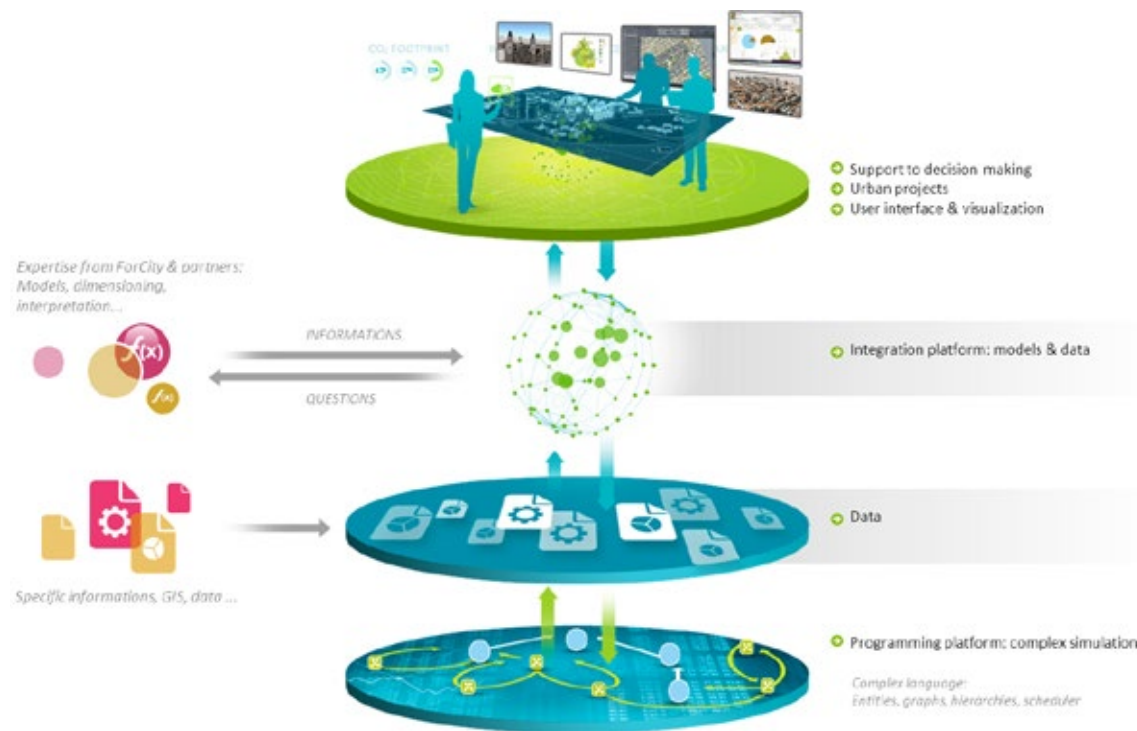 CO₂ FOOTPRINT
Support to decision making
Urban projects
User interface & visualization
Expertise from ForCity & partners:
Models, dimensioning,
interpretation...
f(x)
f(x)
INFORMATIONS
QUESTIONS
Integration platform: models & data
Data
Specific informations, GIS, data ...
Programming platform: complex simulation
Complex language:
Entities, graphs, hierarchies, scheduler